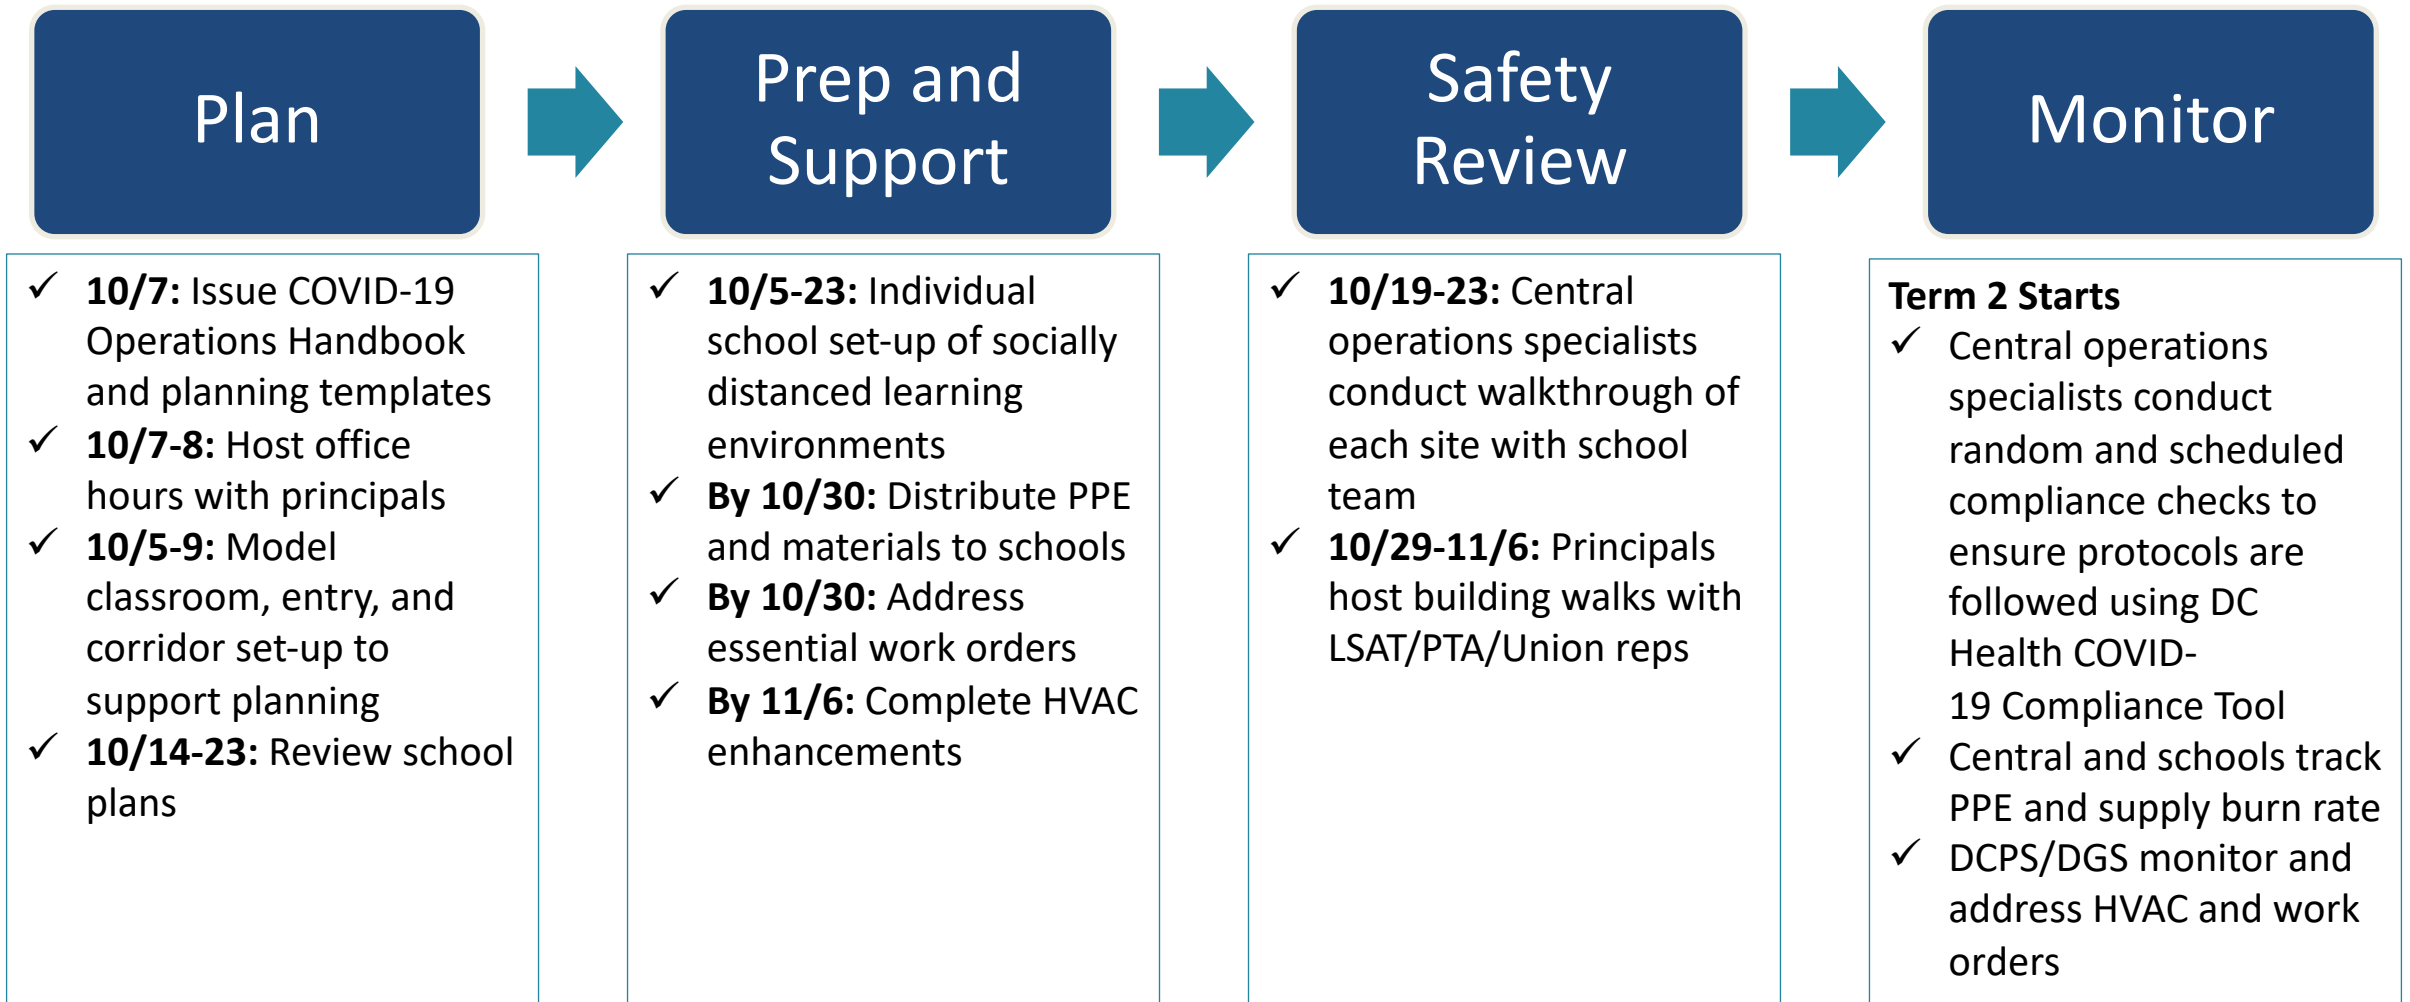 Plan
✓ 10/7: Issue COVID-19
Operations Handbook
and planning templates
✓ 10/7-8: Host office
hours with principals
✓ 10/5-9: Model
classroom, entry, and
corridor set-up to
support planning
✓ 10/14-23: Review school
plans
Prep and
Support
✓ 10/5-23: Individual
school set-up of socially
distanced learning
environments
✓ By 10/30: Distribute PPE
and materials to schools
✓ By 10/30: Address
essential work orders
✓ By 11/6: Complete HVAC
enhancements
Safety
Review
✓ 10/19-23: Central
operations specialists
conduct walkthrough of
each site with school
team
✓ 10/29-11/6: Principals
host building walks with
LSAT/PTA/Union reps
Monitor
Term 2 Starts
✓ Central operations
specialists conduct
random and scheduled
compliance checks to
ensure protocols are
followed using DC
Health COVID-
19 Compliance Tool
✓ Central and schools track
PPE and supply burn rate
✓ DCPS/DGS monitor and
address HVAC and work
orders